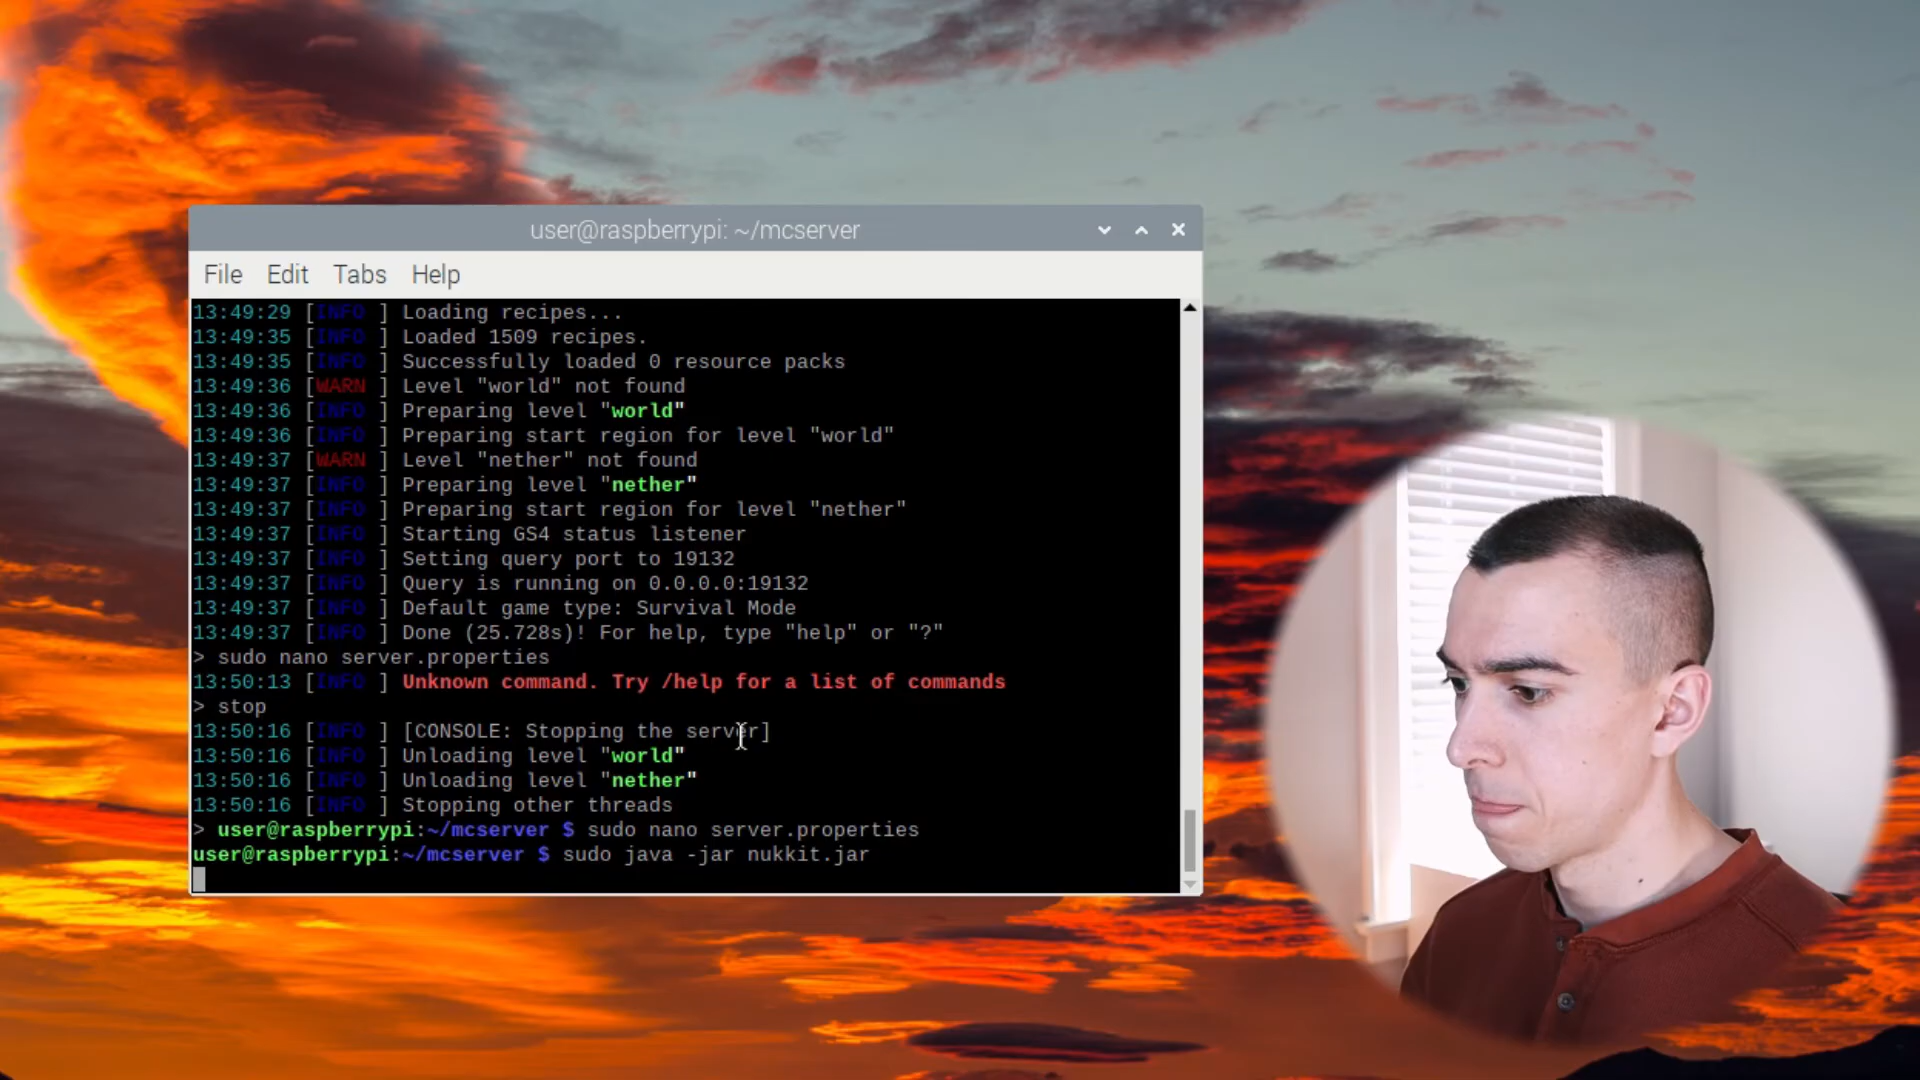 user@raspberrypi: ~/mcserver
File Edit Tabs Help
13:49:29 [INFO ] Loading recipes...
13:49:35 [INFO ] Loaded 1509 recipes.
13:49:35 [INFO ] Successfully loaded 0 resource packs
13:49:36 [WARN ] Level "world" not found
13:49:36 [INFO ] Preparing level "world"
13:49:36 [INFO ] Preparing start region for level "world"
13:49:37 [WARN ] Level "nether" not found
13:49:37 [INFO ] Preparing level "nether"
13:49:37 [INFO ] Preparing start region for level "nether"
13:49:37 [INFO ] Starting GS4 status listener
13:49:37 [INFO ] Setting query port to 19132
13:49:37 [INFO ] Query is running on 0.0.0.0:19132
13:49:37 [INFO ] Default game type: Survival Mode
13:49:37 [INFO ] Done (25.728s)! For help, type "help" or "?"
> sudo nano server.properties
13:50:13 [INFO ] Unknown command. Try /help for a list of commands
> stop
13:50:16 [INFO ] [CONSOLE: Stopping the server]
13:50:16 [INFO ] Unloading level "world"
13:50:16 [INFO ] Unloading level "nether"
13:50:16 [INFO ] Stopping other threads
> user@raspberrypi:~/mcserver $ sudo nano server.properties
user@raspberrypi:~/mcserver $ sudo java -jar nukkit.jar